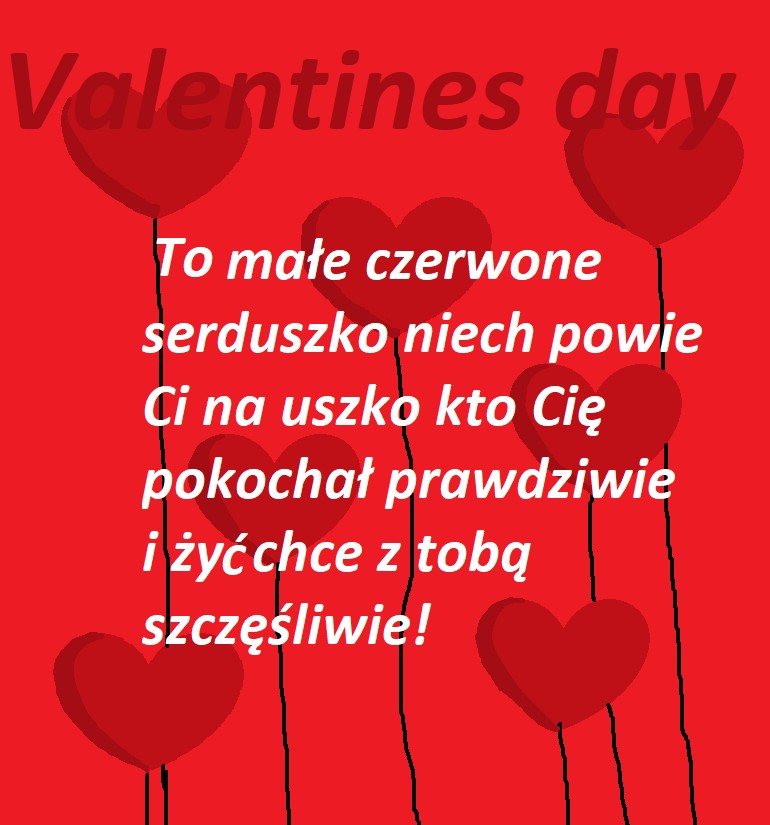 Valentines day
To małe czerwone
serduszko niech powie
Ci na uszko kto Cię
pokochał prawdziwie
i żyć chce z tobą
szczęśliwie!